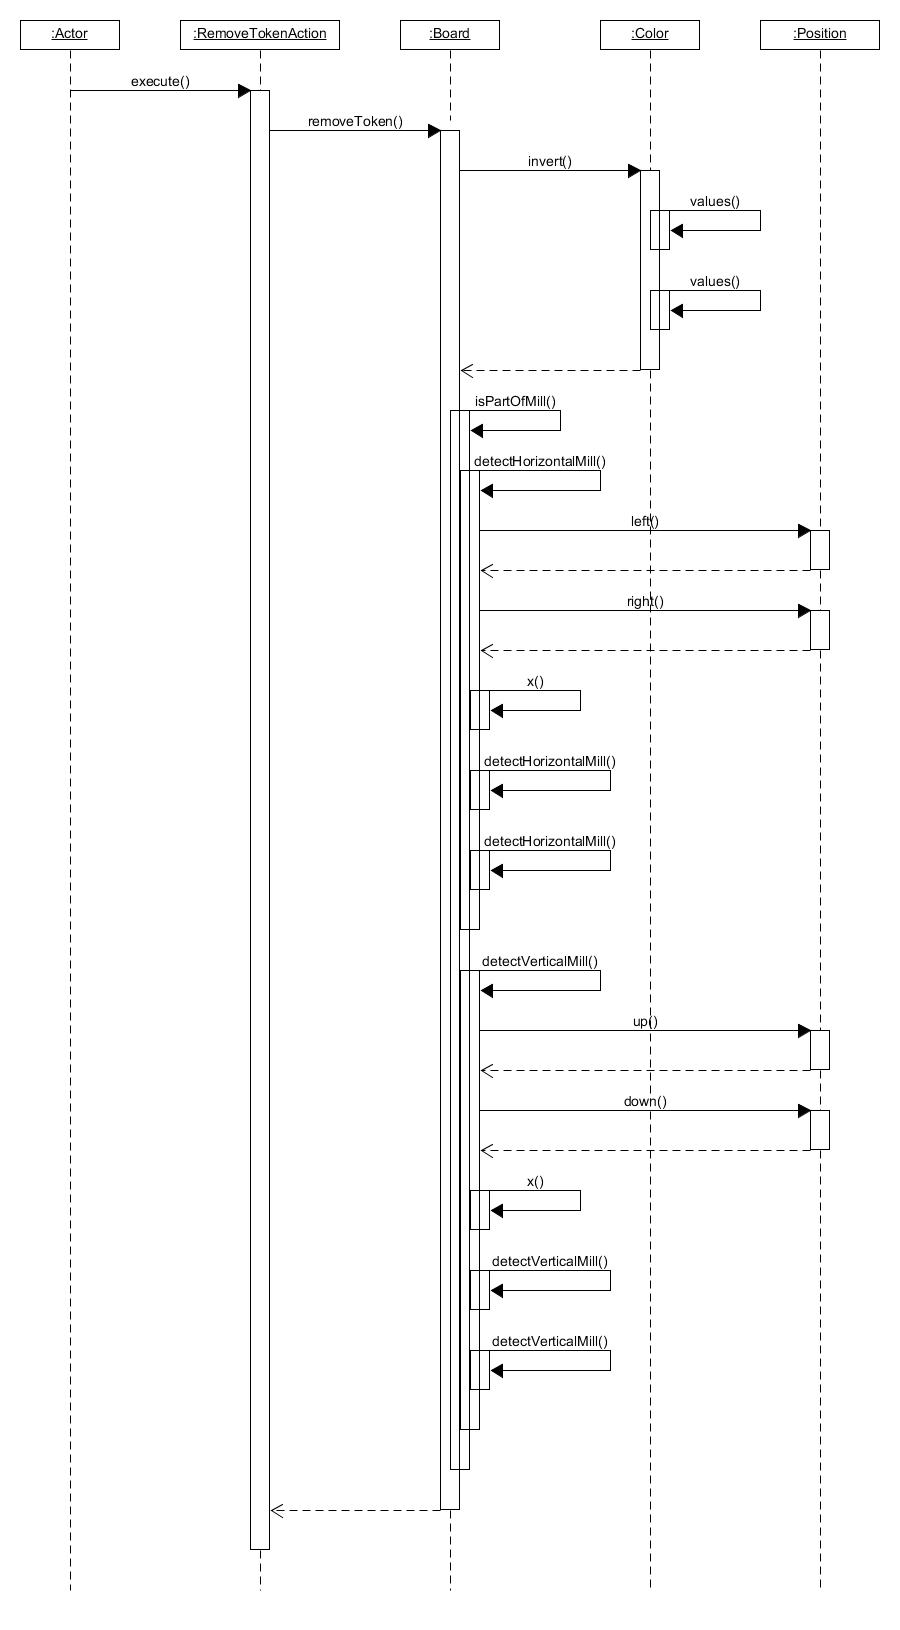 :Actor
:RemoveTokenAction
:Board
:Color
:Position
execute()
removeToken()
invert()
values()
values()
isPartOfMill()
detectHorizontalMill()
left()
right()
x()
detectHorizontalMill()
detectHorizontalMill()
detectVerticalMill()
up()
down()
x()
detectVerticalMill()
detectVerticalMill()